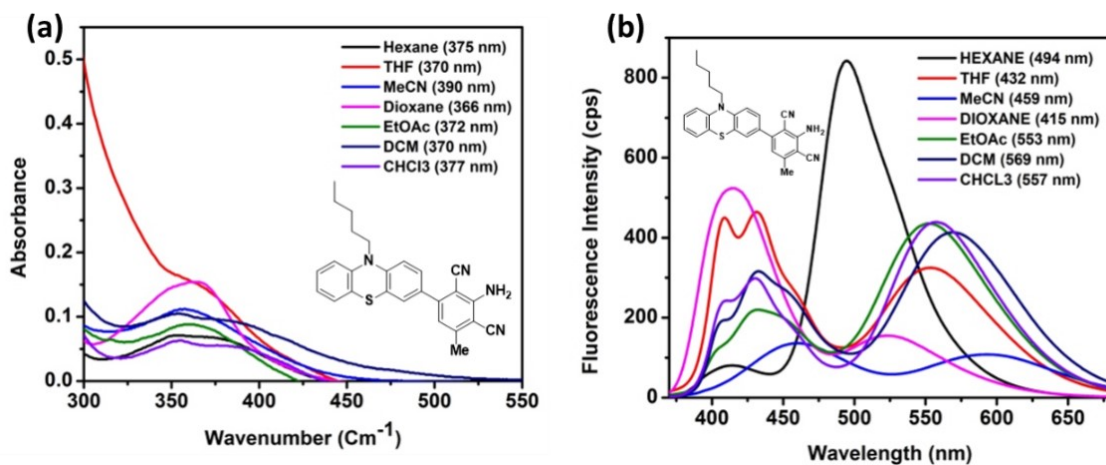 (a)
Hexane (375 nm)
THF (370 nm)
MeCN (390 nm)
Dioxane (366 nm)
EtOAc (372 nm)
DCM (370 nm)
CHCl3 (377 nm)
0.5
0.4
0.3
0.2
0.1
0.0
Absorbance
N
S
CN
NH2
CN
Me
300
350
400
450
500
550
Wavenumber (Cm-1)
(b)
HEXANE (494 nm)
THF (432 nm)
MeCN (459 nm)
DIOXANE (415 nm)
EtOAc (553 nm)
DCM (569 nm)
CHCL3 (557 nm)
800
600
400
200
0
Fluorescence Intensity (cps)
N
S
CN
NH2
CN
Me
400
450
500
550
600
650
Wavelength (nm)